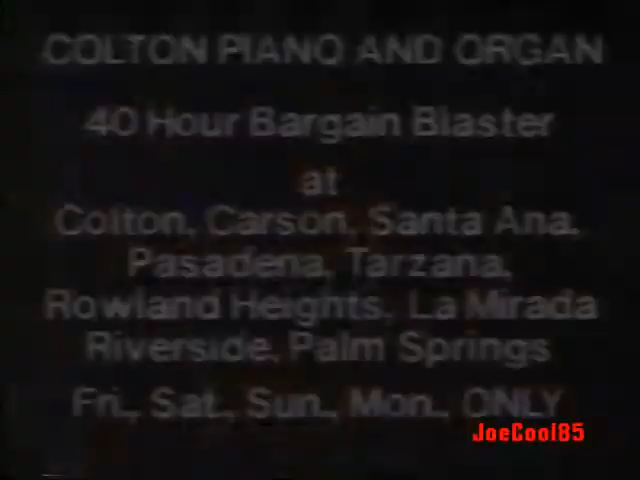 COLTON PIANO AND ORGAN
40 Hour Bargain Blaster
at
Colton, Carson, Santa Ana,
Pasadena, Tarzana,
Rowland Heights, La Mirada
Riverside, Palm Springs
Fri., Sat., Sun., Mon., ONLY
JoeCool85